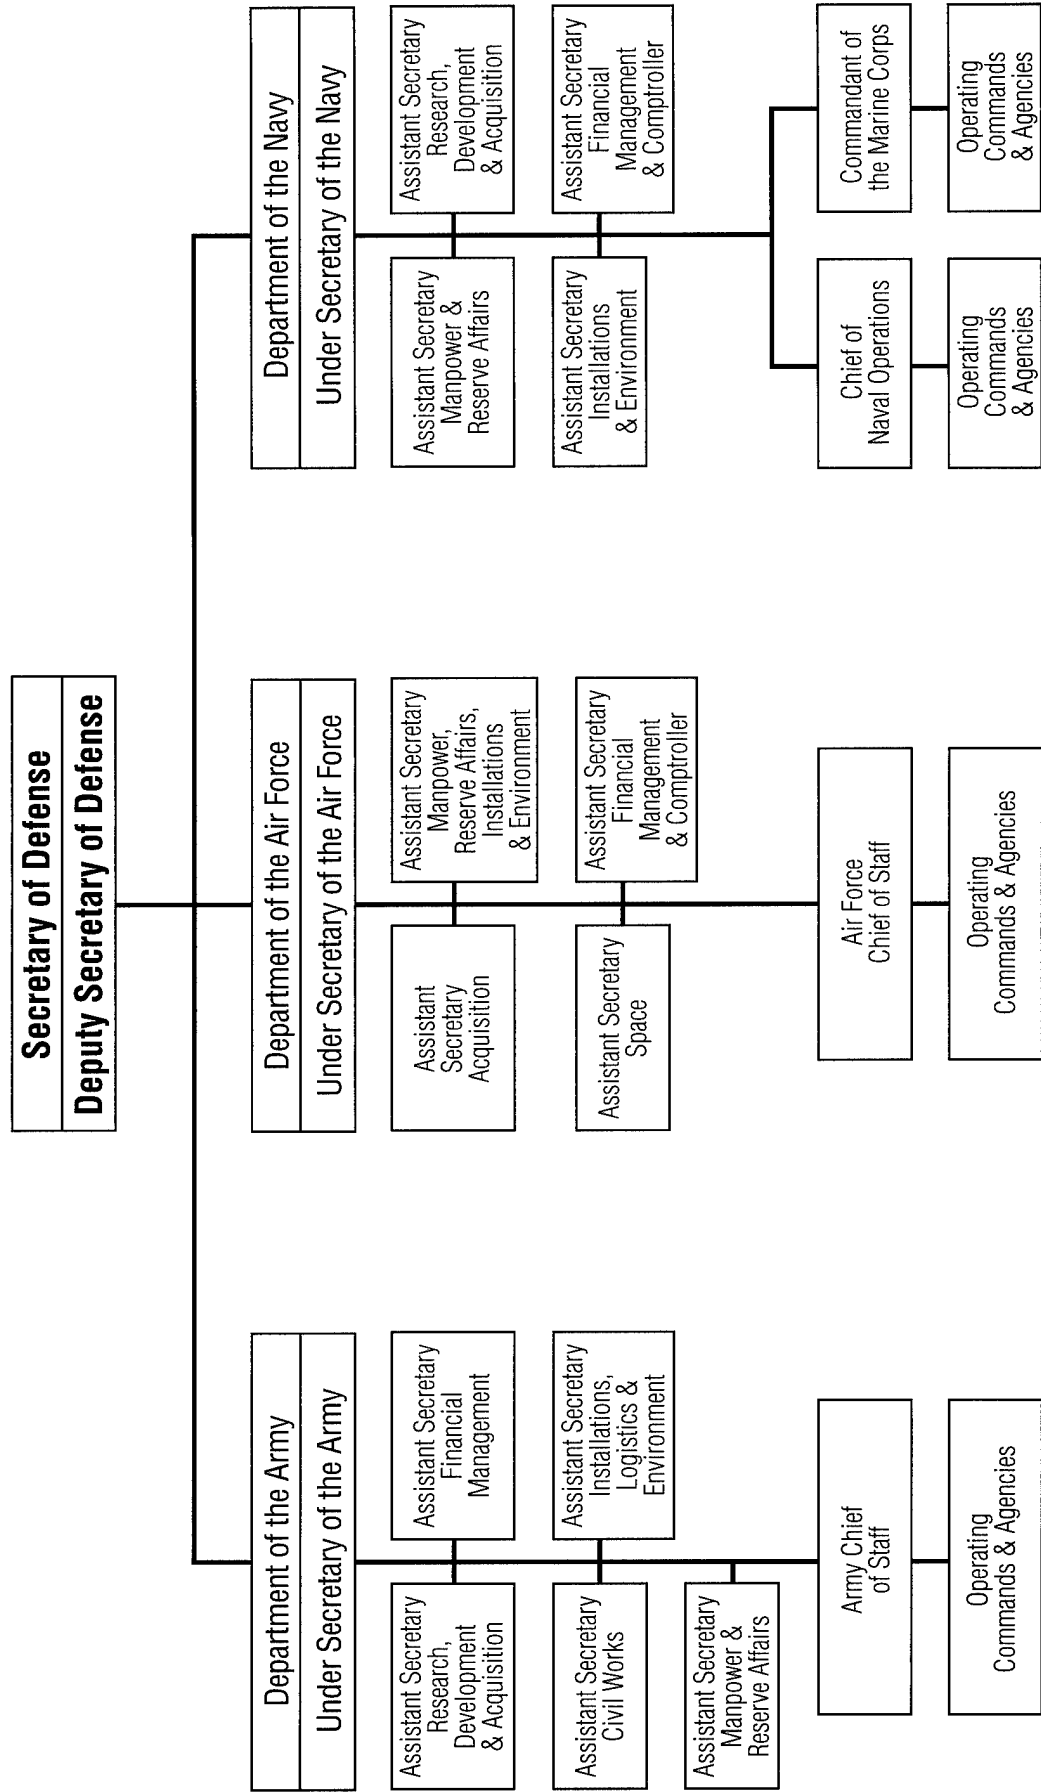 Secretary of Defense
Deputy Secretary of Defense
Department of the Army
Under Secretary of the Army
Assistant Secretary
Research,
Development
& Acquisition
Assistant Secretary
Financial
Management
Assistant Secretary
Civil Works
Assistant Secretary
Installations,
Logistics &
Environment
Assistant Secretary
Manpower &
Reserve Affairs
Army Chief
of Staff
Operating
Commands & Agencies
Department of the Air Force
Under Secretary of the Air Force
Assistant
Secretary
Acquisition
Assistant Secretary
Manpower,
Reserve Affairs,
Installations
& Environment
Assistant Secretary
Space
Assistant Secretary
Financial
Management
& Comptroller
Air Force
Chief of Staff
Operating
Commands & Agencies
Department of the Navy
Under Secretary of the Navy
Assistant Secretary
Manpower &
Reserve Affairs
Assistant Secretary
Research,
Development
& Acquisition
Assistant Secretary
Installations
& Environment
Assistant Secretary
Financial
Management
& Comptroller
Chief of
Naval Operations
Commandant of
the Marine Corps
Operating
Commands
& Agencies
Operating
Commands
& Agencies